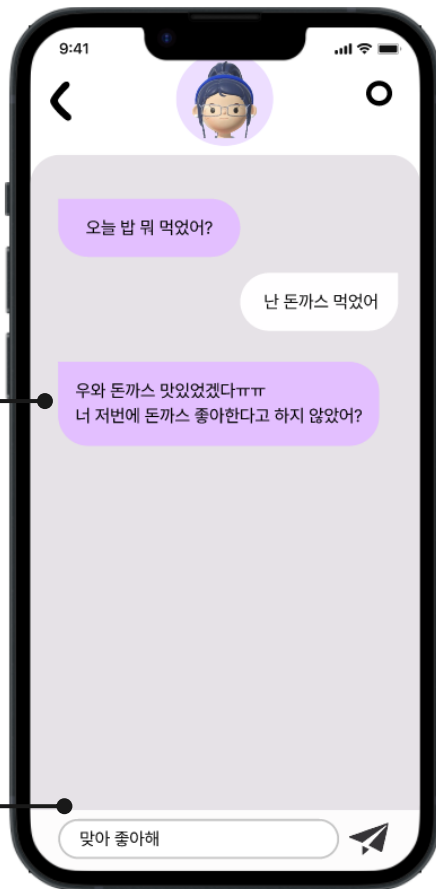 9:41
오늘 밥 뭐 먹었어?
난 돈까스 먹었어
우와 돈까스 맛있었겠다ㅠㅠ
너 저번에 돈까스 좋아한다고 하지 않았어?
맞아 좋아해